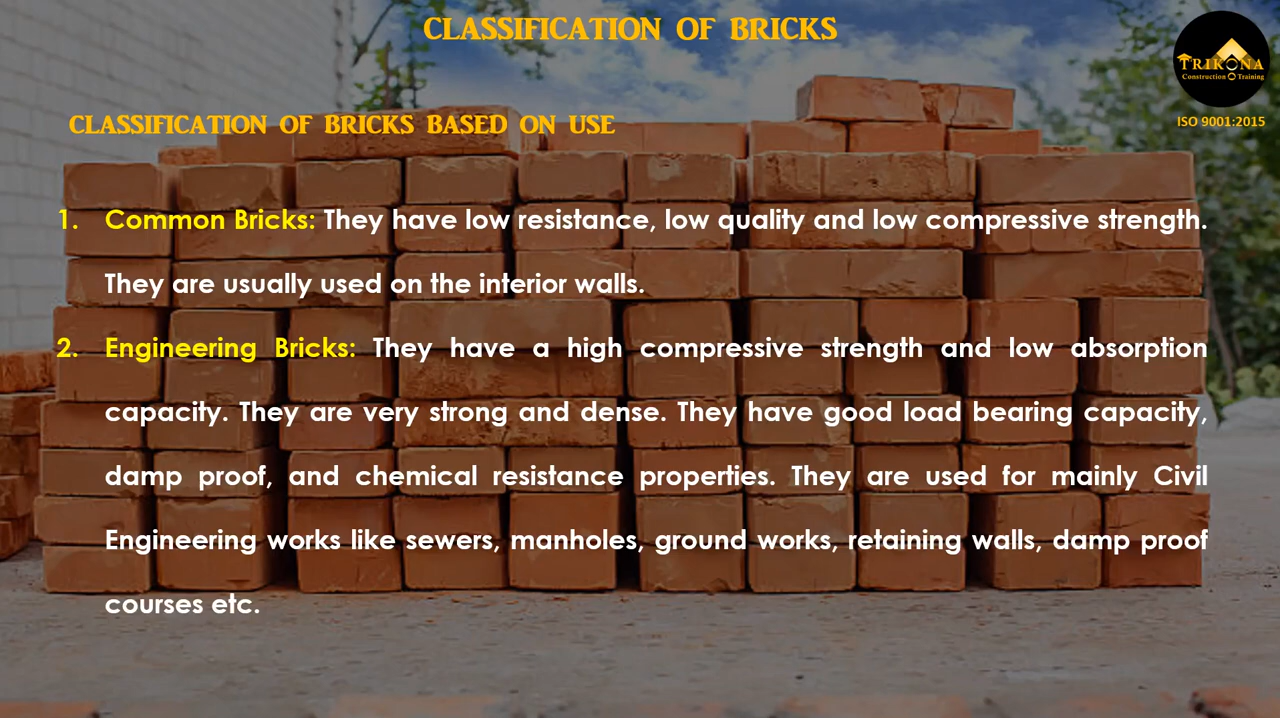 CLASSIFICATION OF BRICKS
TRIKONA
Construction Training
ISO 9001:2015
CLASSIFICATION OF BRICKS BASED ON USE
1. Common Bricks: They have low resistance, low quality and low compressive strength.
They are usually used on the interior walls.
2. Engineering Bricks: They have a high compressive strength and low absorption
capacity. They are very strong and dense. They have good load bearing capacity,
damp proof, and chemical resistance properties. They are used for mainly Civil
Engineering works like sewers, manholes, ground works, retaining walls, damp proof
courses etc.